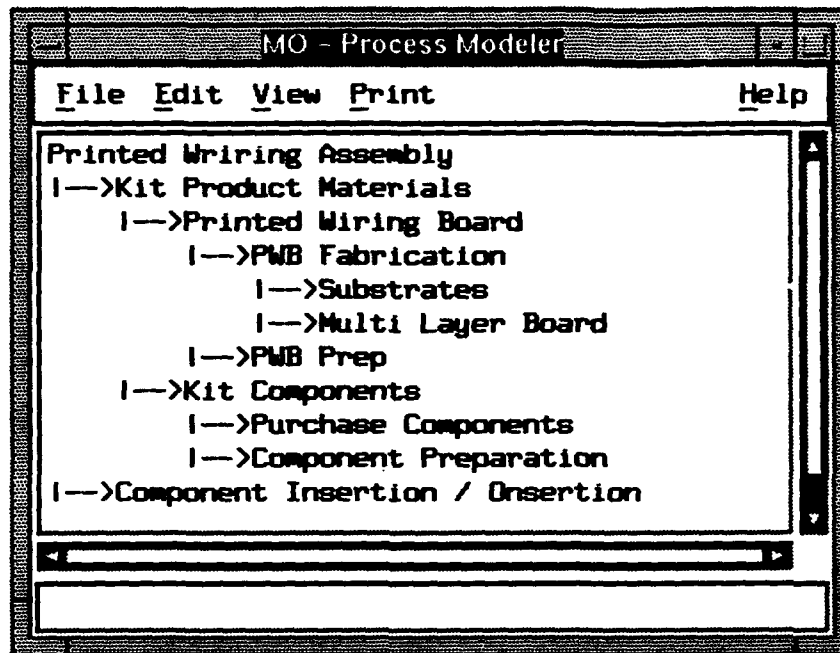 MO - Process Modeler
File Edit View Print Help
Printed Wriring Assembly
|-->Kit Product Materials
|-->Printed Wiring Board
|-->PWB Fabrication
|-->Substrates
|-->Multi Layer Board
|-->PWB Prep
|-->Kit Components
|-->Purchase Components
|-->Component Preparation
|-->Component Insertion / Onsertion